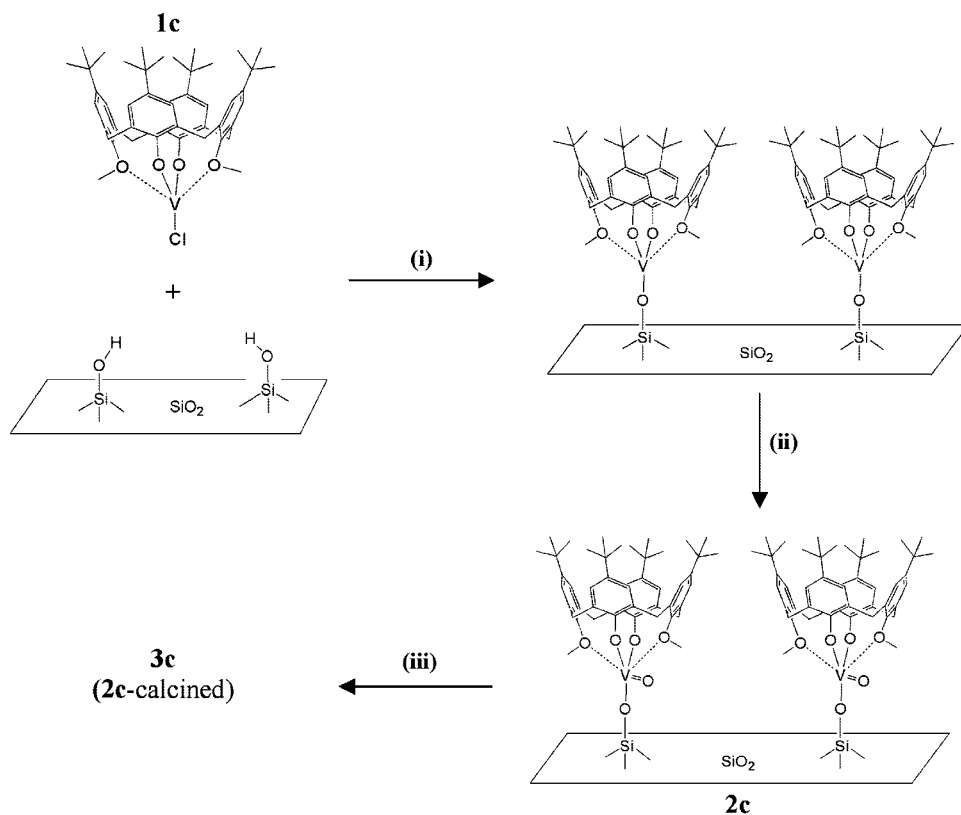 1c
O O O O
V
Cl
+
(i)
H H
O O
Si Si
SiO2
O O O O O O O O
V V
O O
Si Si
SiO2
(ii)
O O O O O O O O
V=O V=O
O O
Si Si
SiO2
2c
(iii)
3c
(2c-calcined)